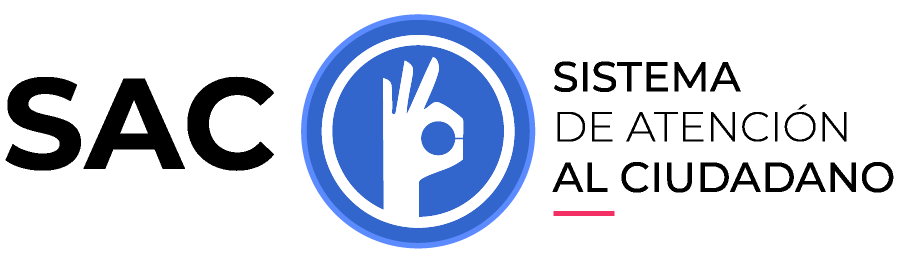 SAC
SISTEMA
DE ATENCIÓN
AL CIUDADANO